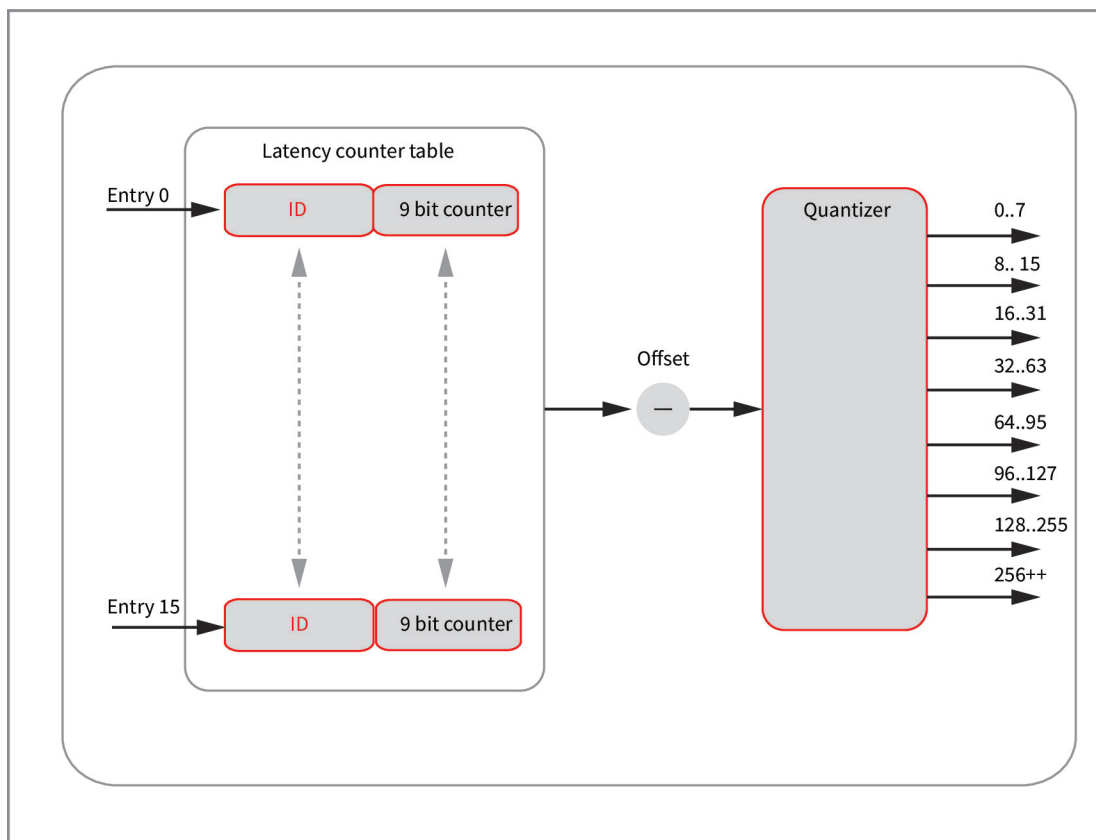 Latency counter table
Entry 0
ID
9 bit counter
Entry 15
ID
9 bit counter
Offset
—
Quantizer
0..7
8.. 15
16..31
32..63
64..95
96..127
128..255
256++